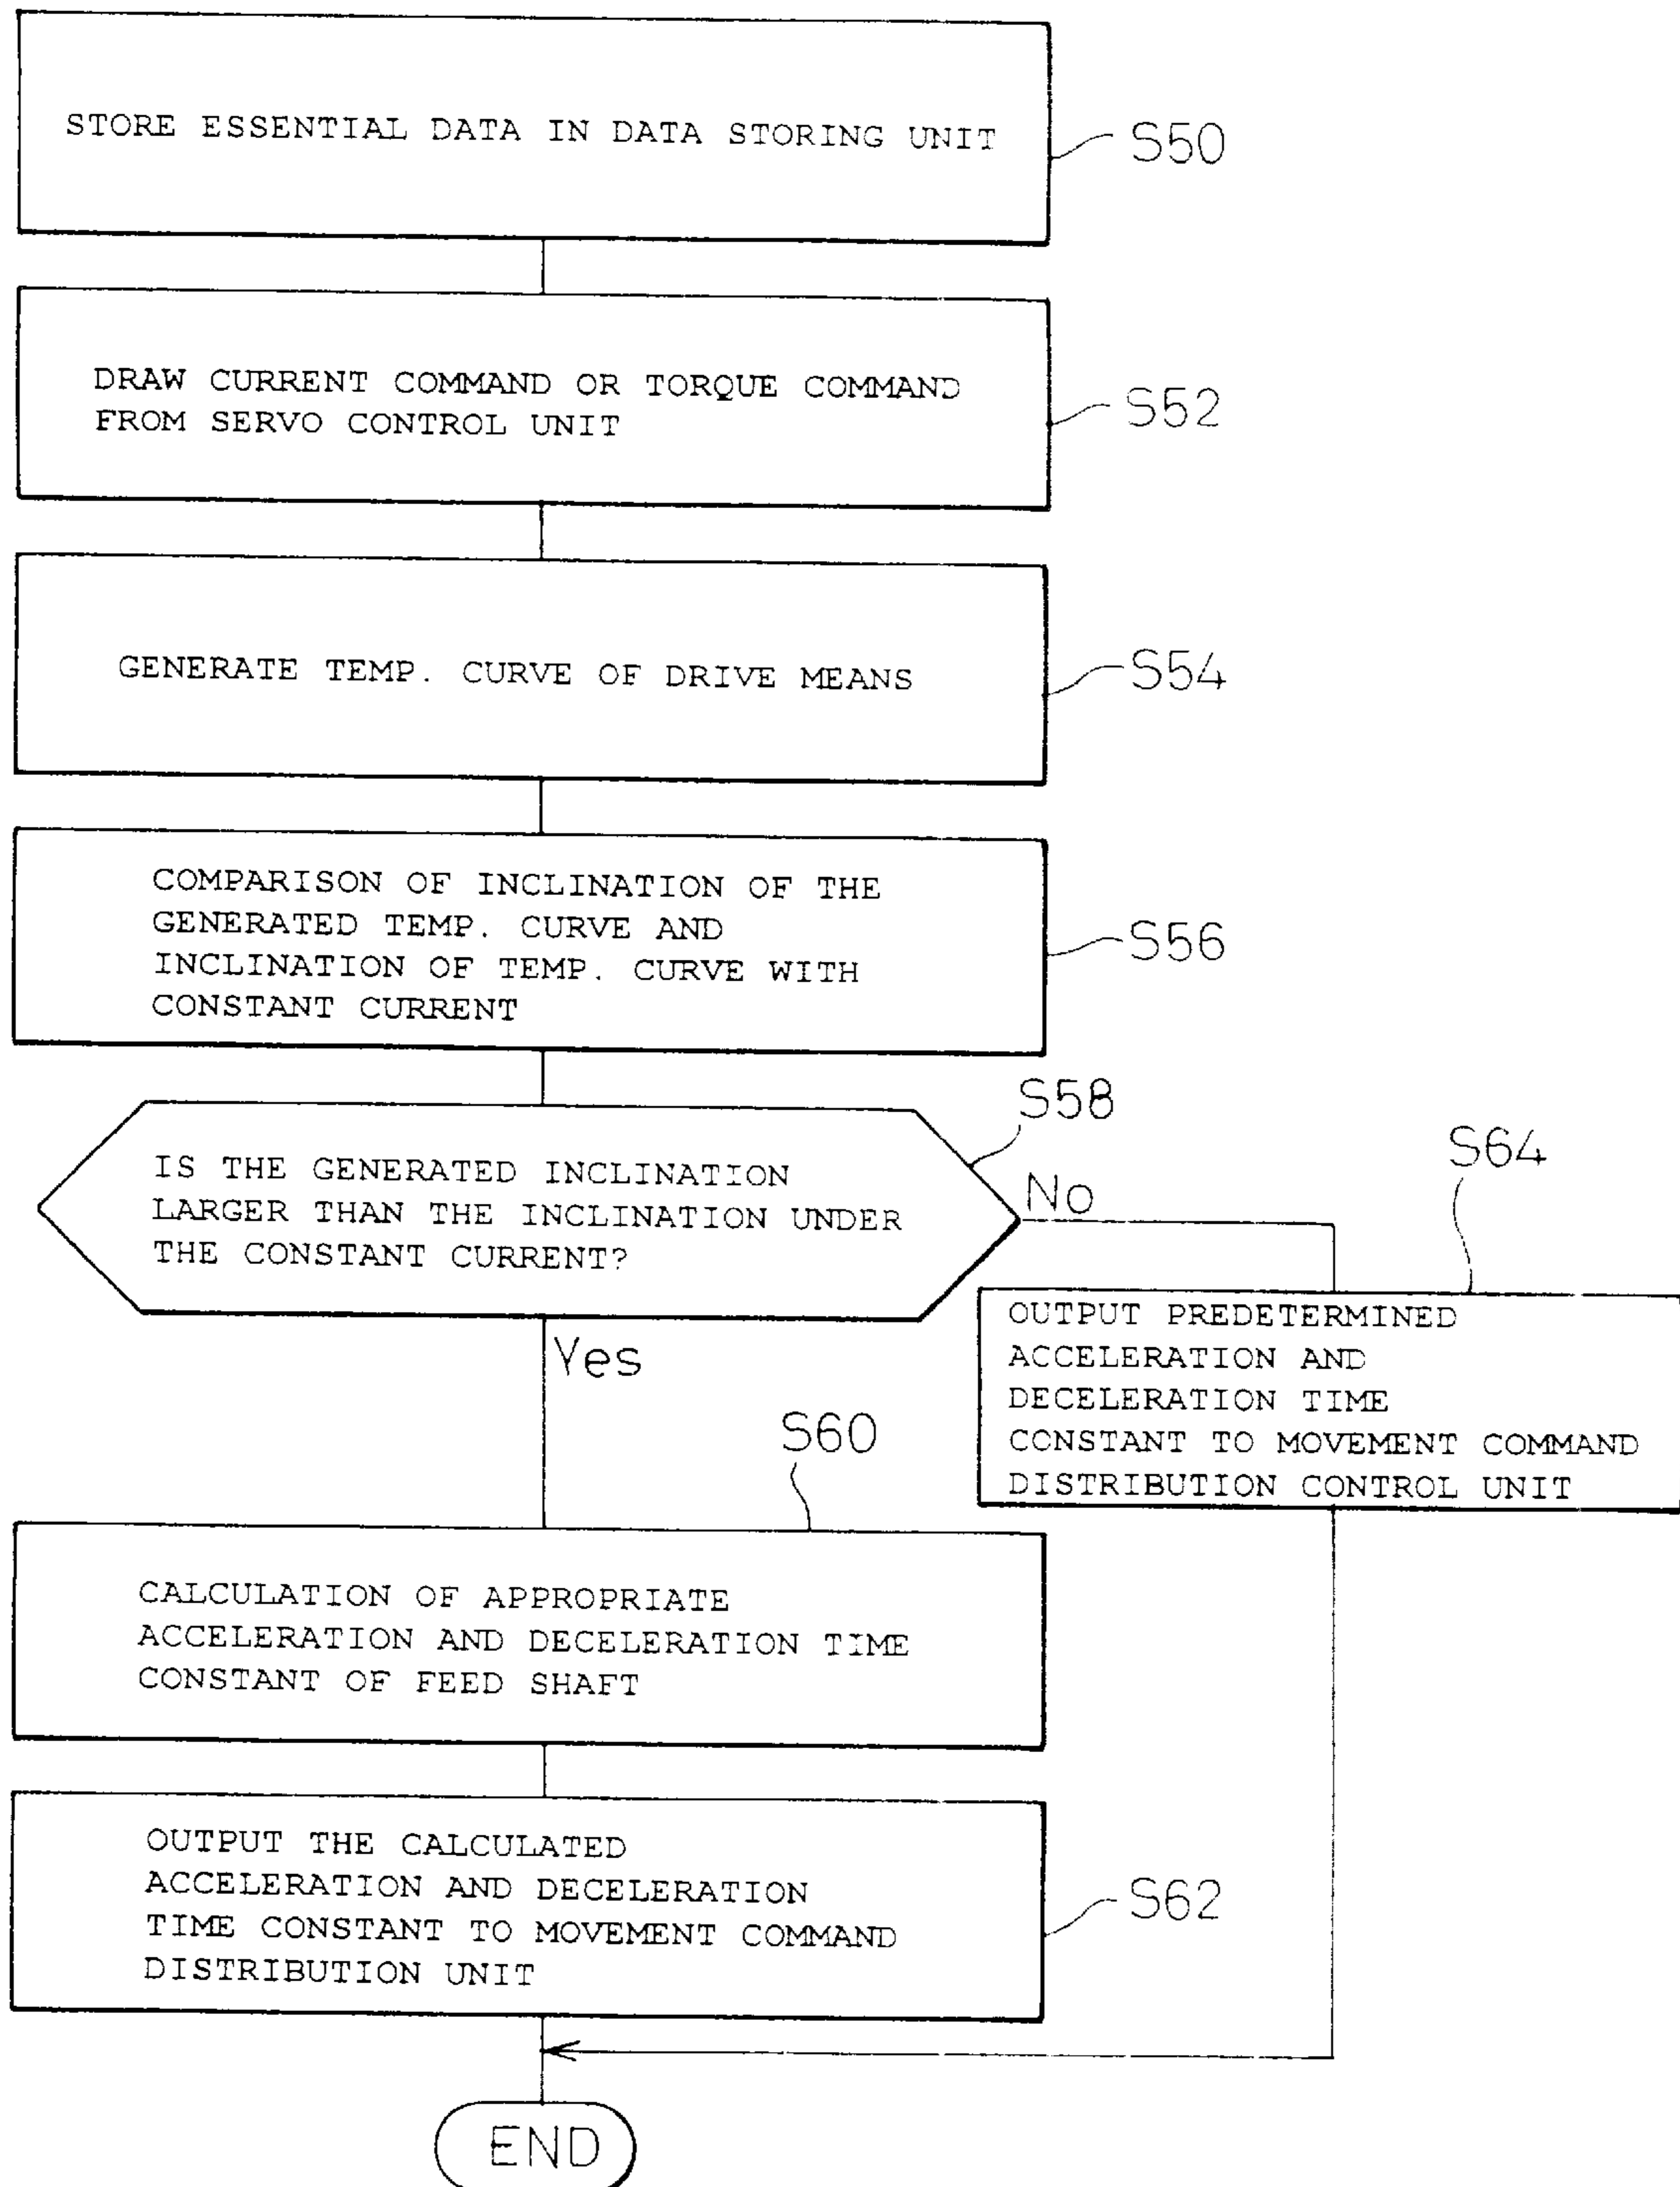 STORE ESSENTIAL DATA IN DATA STORING UNIT
S50
DRAW CURRENT COMMAND OR TORQUE COMMAND
FROM SERVO CONTROL UNIT
S52
GENERATE TEMP. CURVE OF DRIVE MEANS
S54
COMPARISON OF INCLINATION OF THE
GENERATED TEMP. CURVE AND
INCLINATION OF TEMP. CURVE WITH
CONSTANT CURRENT
S56
S58
IS THE GENERATED INCLINATION
LARGER THAN THE INCLINATION UNDER
THE CONSTANT CURRENT?
No
Yes
S64
OUTPUT PREDETERMINED
ACCELERATION AND
DECELERATION TIME
CONSTANT TO MOVEMENT COMMAND
DISTRIBUTION CONTROL UNIT
S60
CALCULATION OF APPROPRIATE
ACCELERATION AND DECELERATION TIME
CONSTANT OF FEED SHAFT
OUTPUT THE CALCULATED
ACCELERATION AND DECELERATION
TIME CONSTANT TO MOVEMENT COMMAND
DISTRIBUTION UNIT
S62
END